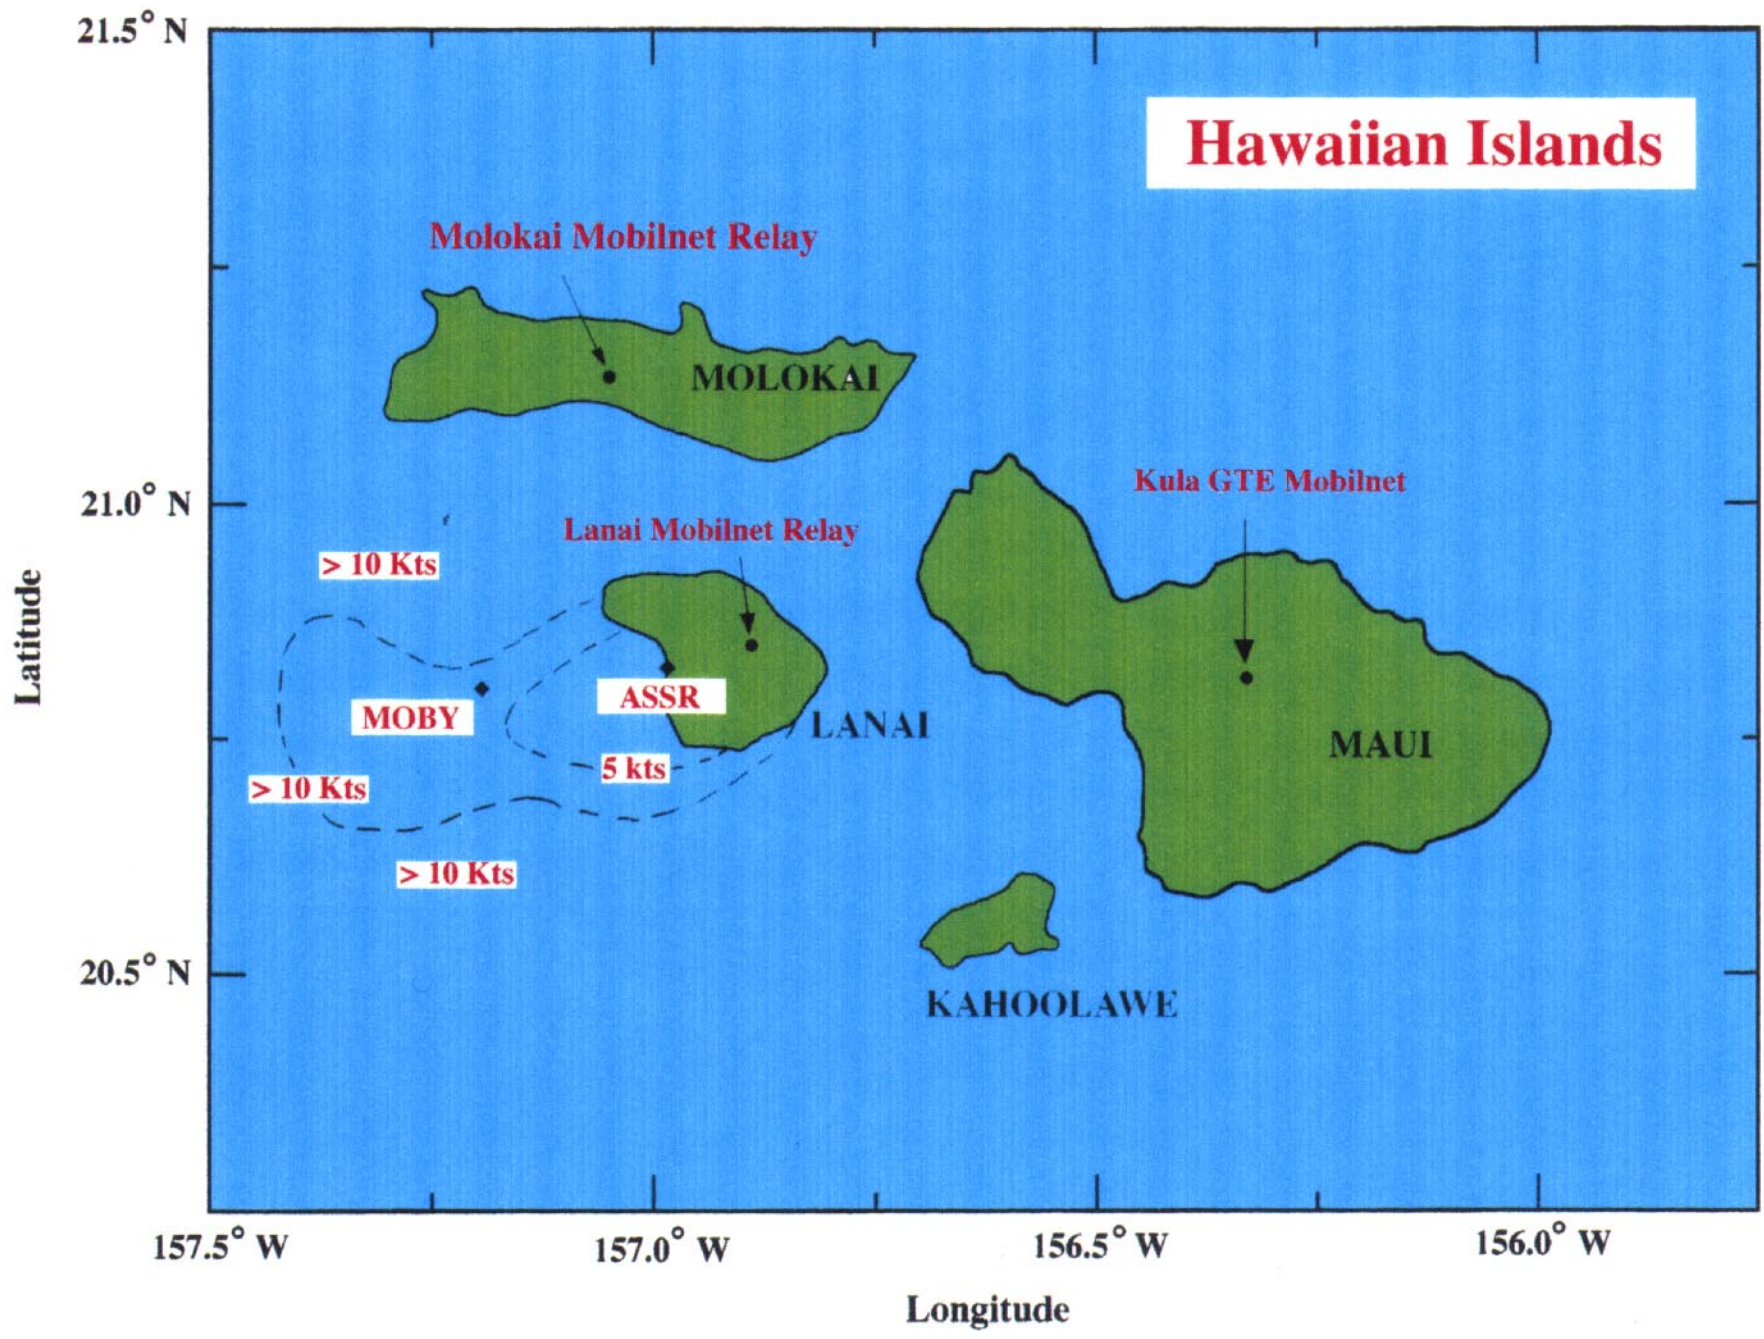 21.5° N
Hawaiian Islands
Molokai Mobilnet Relay
MOLOKAI
Kula GTE Mobilnet
21.0° N
Lanai Mobilnet Relay
> 10 Kts
ASSR
MOBY
LANAI
MAUI
5 kts
> 10 Kts
> 10 Kts
20.5° N
KAHOOLAWE
Latitude
157.5° W
157.0° W
156.5° W
156.0° W
Longitude